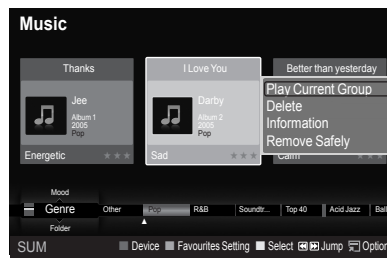 Music
Thanks
I Love You
Better than yesterday
Jee
Album 1
2005
Pop
Darby
Album 2
2005
Pop
Play Current Group
Delete
Information
Remove Safely
Energetic
Sad
Calm
Mood
Genre
Folder
Other
Pop
R&B
Soundtr...
Top 40
Acid Jazz
Ball
SUM
Device
Favourites Setting
Select
Jump
Option